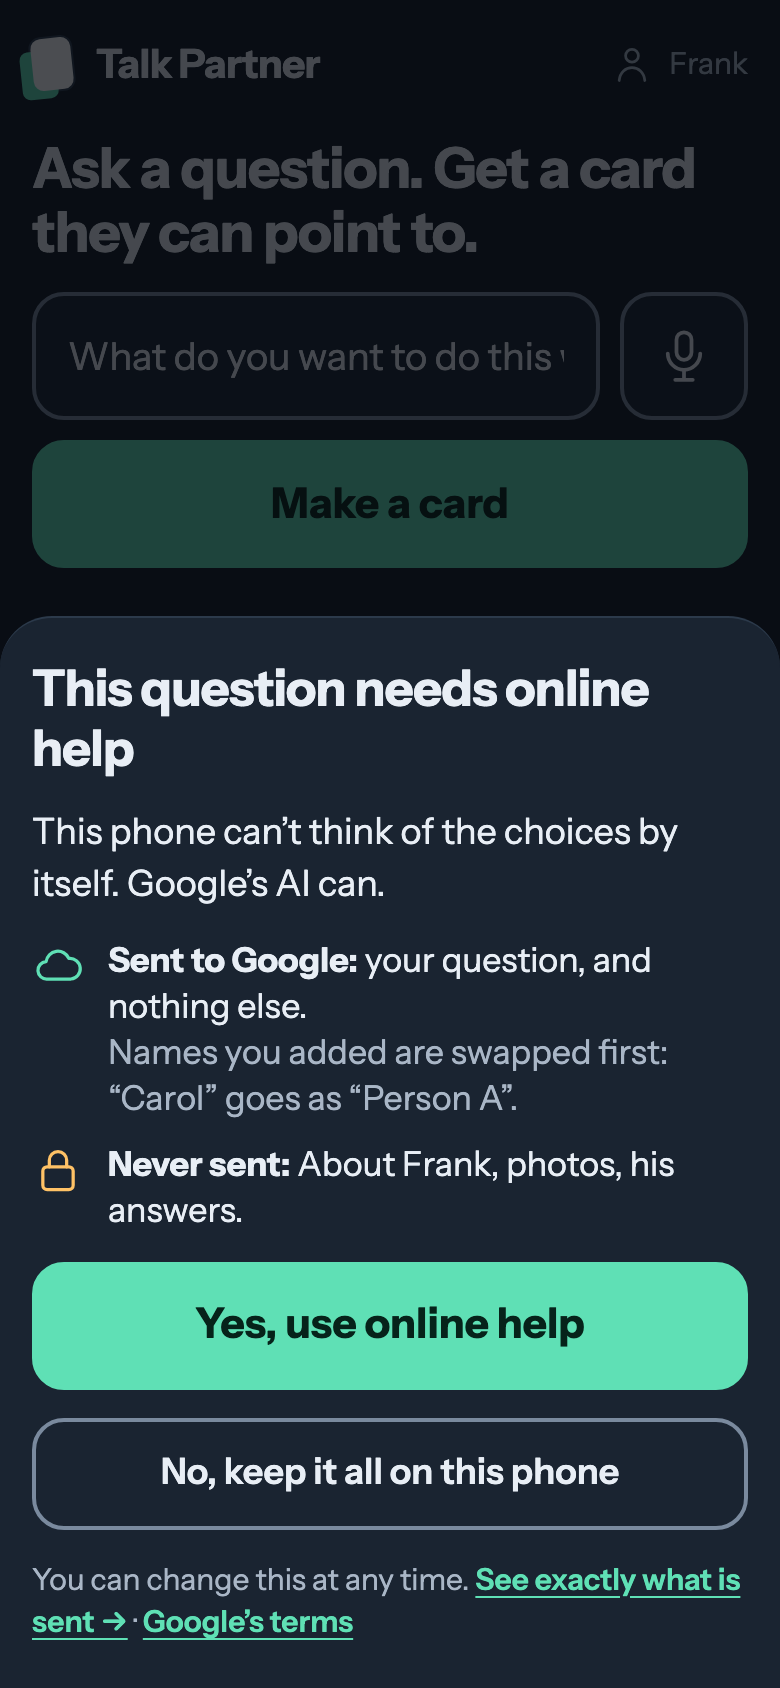 Talk Partner
Frank
Ask a question. Get a card
they can point to.
What do you want to do this
Make a card
This question needs online
help
This phone can’t think of the choices by
itself. Google’s AI can.
Sent to Google: your question, and
nothing else.
Names you added are swapped first:
“Carol” goes as “Person A”.
Never sent: About Frank, photos, his
answers.
Yes, use online help
No, keep it all on this phone
You can change this at any time. See exactly what is
sent → · Google’s terms